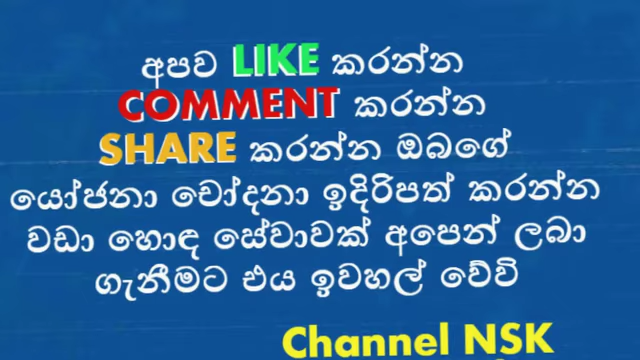 අපව LIKE කරන්න
COMMENT කරන්න
SHARE කරන්න ඔබගේ
යෝජනා චෝදනා ඉදිරිපත් කරන්න
වඩා හොඳ සේවාවක් අපෙන් ලබා
ගැනීමට එය ඉවහල් වේවි
Channel NSK